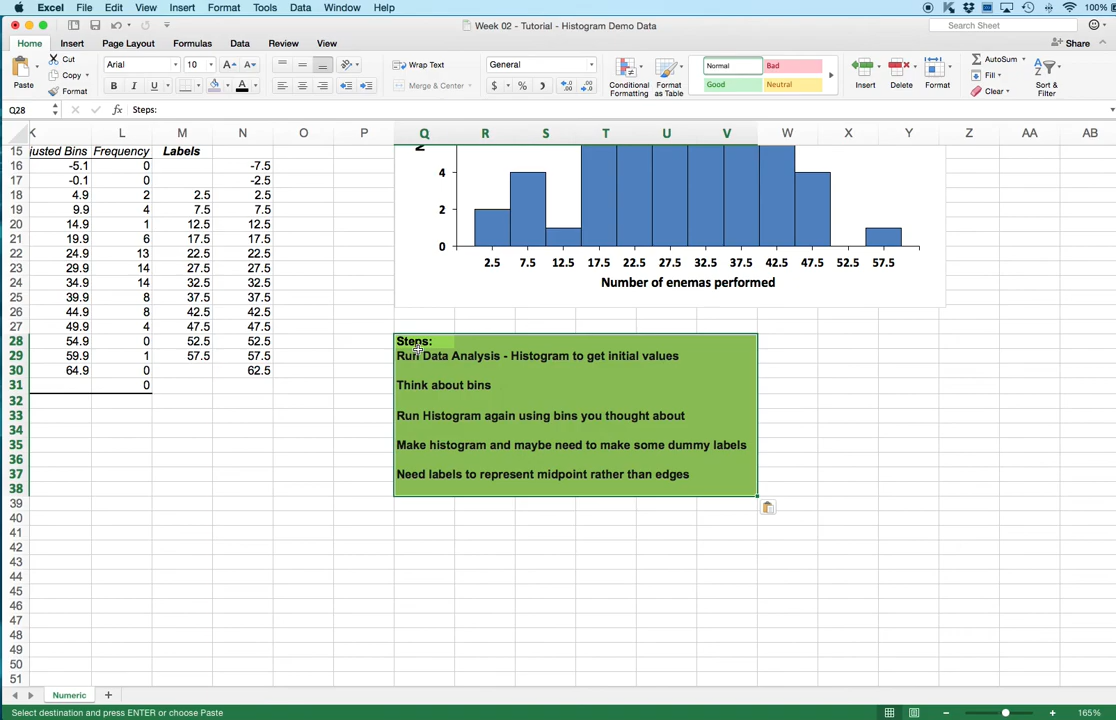 Excel File Edit View Insert Format Tools Data Window Help 100%
Week 02 - Tutorial - Histogram Demo Data Search Sheet
Home Insert Page Layout Formulas Data Review View Share
Paste Cut Copy Format Arial 10 Wrap Text General Conditional Formatting Format as Table Normal Bad Insert Delete Format AutoSum Sort & Filter
B I U A Merge & Center $ % Good Neutral Fill Clear
Q28 fx Steps:
K L M N O P Q R S T U V W X Y Z AA AB
15 justed Bins Frequency Labels
16 -5.1 0 -7.5
17 -0.1 0 -2.5
18 4.9 2 2.5 2.5
19 9.9 4 7.5 7.5
20 14.9 1 12.5 12.5
21 19.9 6 17.5 17.5
22 24.9 13 22.5 22.5
23 29.9 14 27.5 27.5
24 34.9 14 32.5 32.5
25 39.9 8 37.5 37.5
26 44.9 8 42.5 42.5
27 49.9 4 47.5 47.5
28 54.9 0 52.5 52.5
29 59.9 1 57.5 57.5
30 64.9 0 62.5
31 0
32
33
34
35
36
37
38
39
40
41
42
43
44
45
46
47
48
49
50
51
4
2
0
2.5 7.5 12.5 17.5 22.5 27.5 32.5 37.5 42.5 47.5 52.5 57.5
Number of enemas performed
Steps:
Run Data Analysis - Histogram to get initial values
Think about bins
Run Histogram again using bins you thought about
Make histogram and maybe need to make some dummy labels
Need labels to represent midpoint rather than edges
Numeric
Select destination and press ENTER or choose Paste 165%